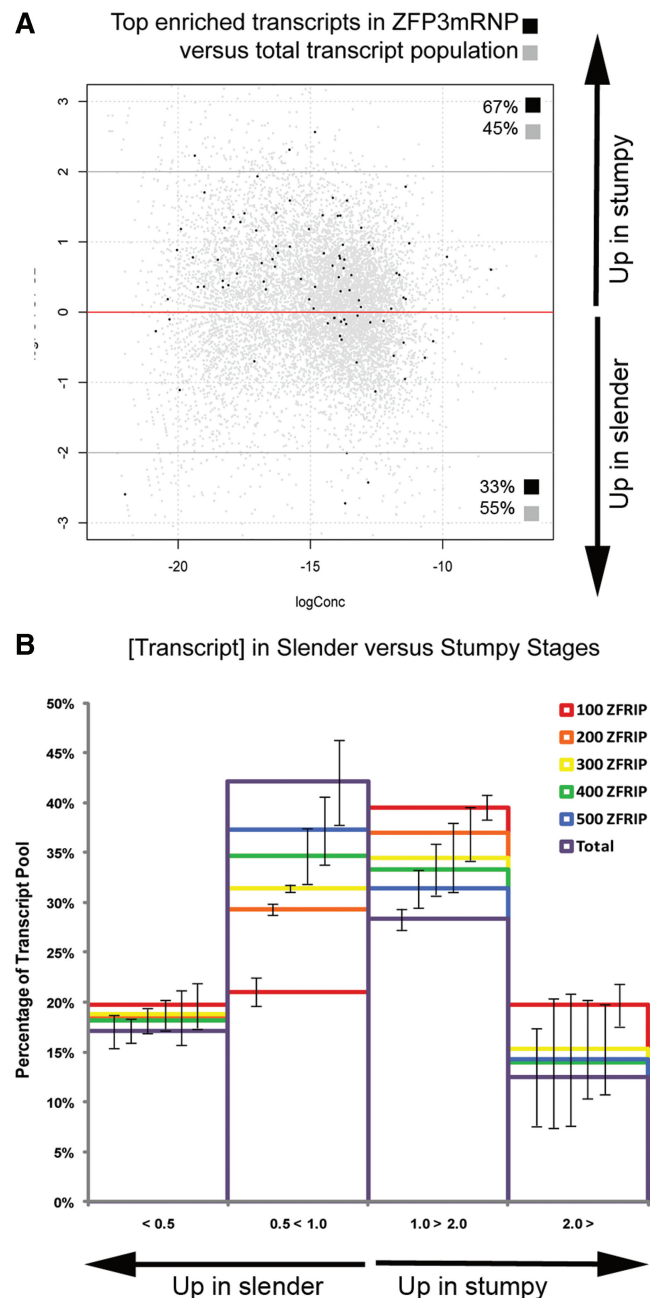 A
Top enriched transcripts in ZFP3mRNP
versus total transcript population
3
2
1
0
-1
-2
-3
67%
45%
33%
55%
-20
-15
-10
logConc
Up in stumpy
Up in slender
B
[Transcript] in Slender versus Stumpy Stages
Percentage of Transcript Pool
50%
45%
40%
35%
30%
25%
20%
15%
10%
5%
0%
100 ZFRIP
200 ZFRIP
300 ZFRIP
400 ZFRIP
500 ZFRIP
Total
< 0.5
0.5 < 1.0
1.0 > 2.0
2.0 >
Up in slender
Up in stumpy